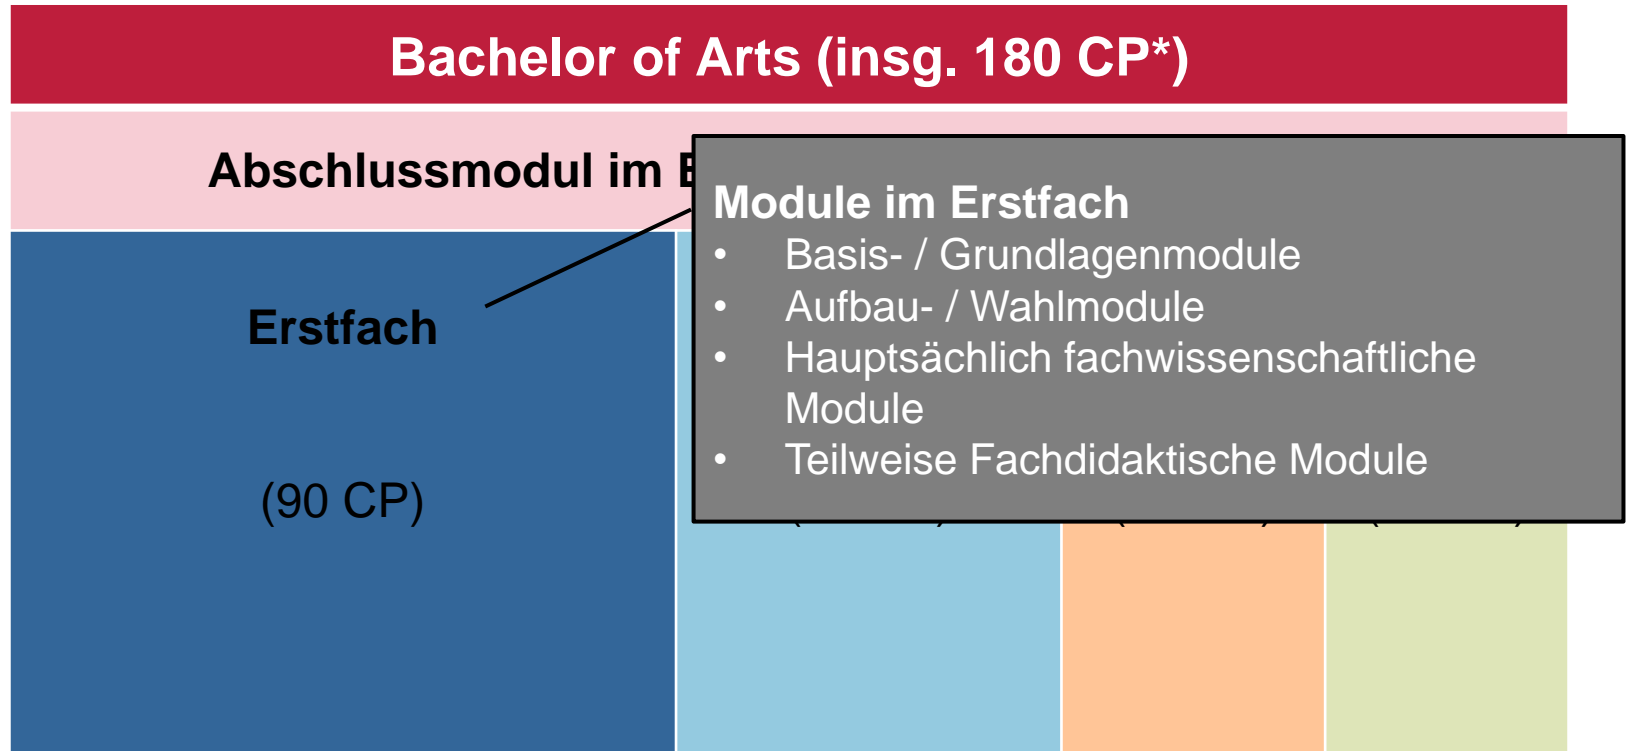 Bachelor of Arts (insg. 180 CP*)
Abschlussmodul im
Module im Erstfach
• Basis- / Grundlagenmodule
• Aufbau- / Wahlmodule
• Hauptsächlich fachwissenschaftliche
Module
• Teilweise Fachdidaktische Module
Erstfach
(90 CP)